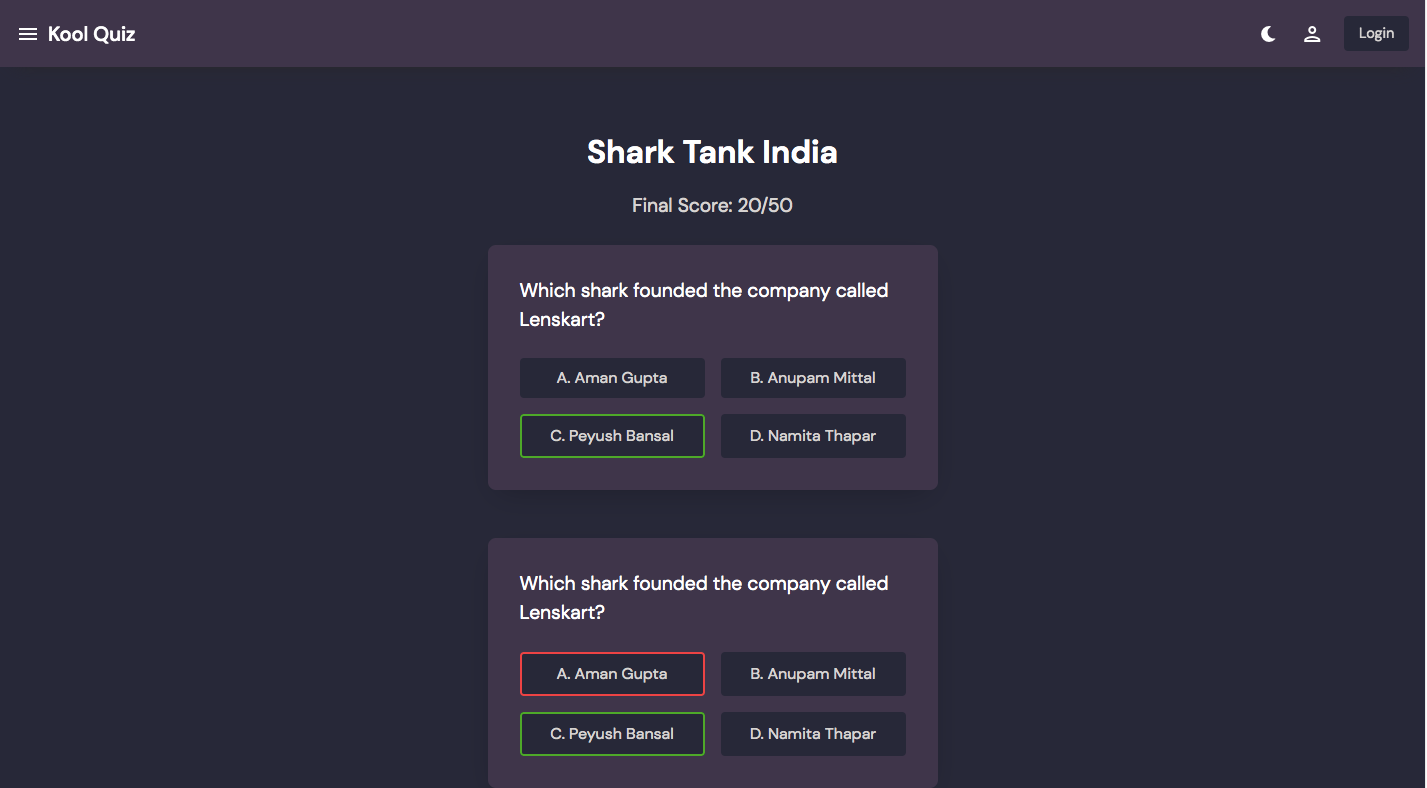 Kool Quiz
Login
Shark Tank India
Final Score: 20/50
Which shark founded the company called
Lenskart?
A. Aman Gupta
B. Anupam Mittal
C. Peyush Bansal
D. Namita Thapar
Which shark founded the company called
Lenskart?
A. Aman Gupta
B. Anupam Mittal
C. Peyush Bansal
D. Namita Thapar